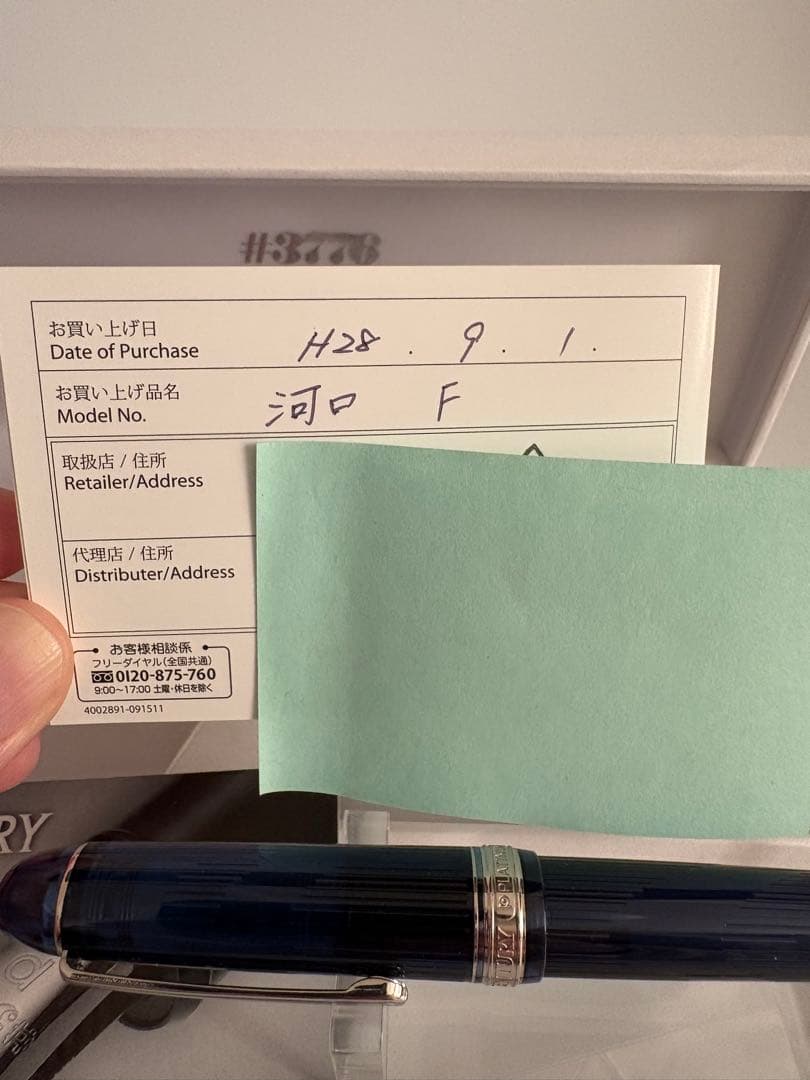 #3776
お買い上げ日
Date of Purchase
H28 . 9 . 1 .
お買い上げ品名
Model No.
河口 F
取扱店 / 住所
Retailer/Address
代理店 / 住所
Distributer/Address
お客様相談係
フリーダイヤル(全国共通)
0120-875-760
9:00〜17:00 土曜・休日を除く
4002891-091511
RY
TURY PLATIN